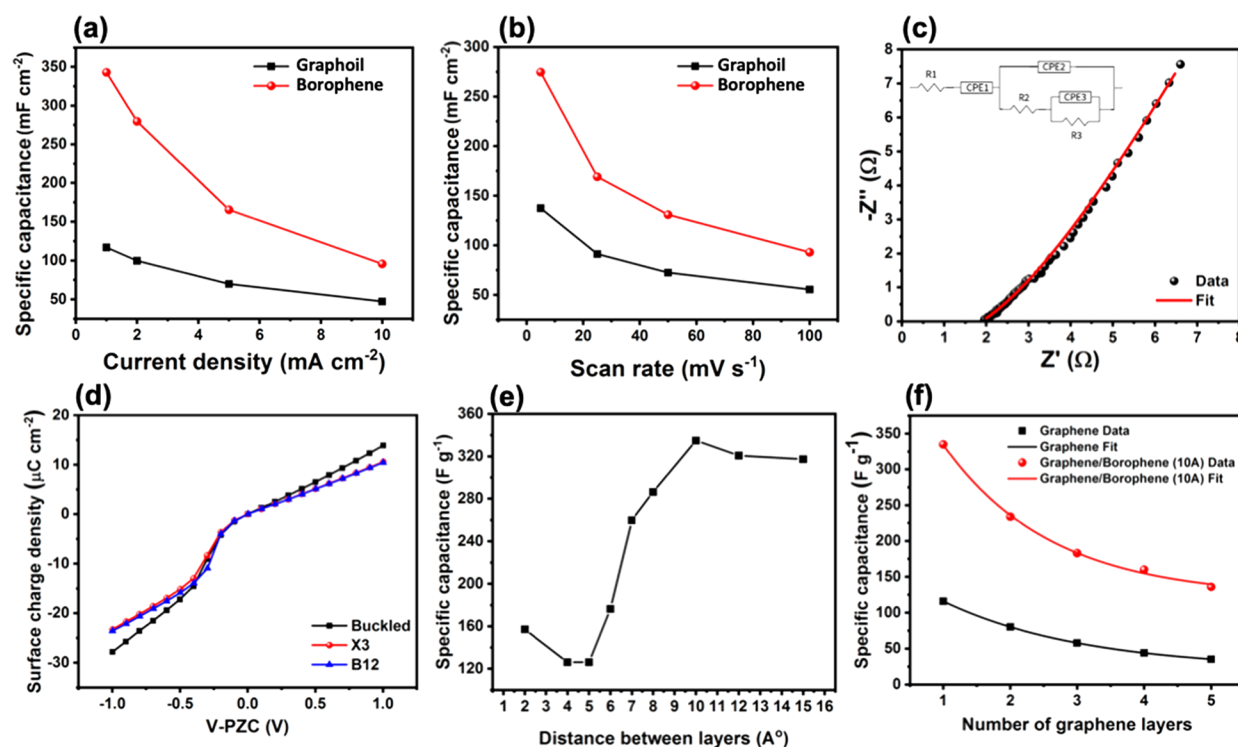 (a)
Graphoil
Borophene
Specific capacitance (mF cm⁻²)
350
300
250
200
150
100
50
0
2
4
6
8
10
Current density (mA cm⁻²)
(b)
Graphoil
Borophene
Specific capacitance (mF cm⁻²)
300
250
200
150
100
50
0
20
40
60
80
100
Scan rate (mV s⁻¹)
(c)
R1
CPE1
CPE2
R2
CPE3
R3
Data
Fit
-Z'' (Ω)
8
7
6
5
4
3
2
1
0
0
1
2
3
4
5
6
7
8
Z' (Ω)
(d)
Surface charge density (μC cm⁻²)
20
10
0
-10
-20
-30
Buckled
X3
B12
-1.0
-0.5
0.0
0.5
1.0
V-PZC (V)
(e)
Specific capacitance (F g⁻¹)
360
320
280
240
200
160
120
1 2 3 4 5 6 7 8 9 10 11 12 13 14 15 16
Distance between layers (Aᴼ)
(f)
Graphene Data
Graphene Fit
Graphene/Borophene (10A) Data
Graphene/Borophene (10A) Fit
Specific capacitance (F g⁻¹)
350
300
250
200
150
100
50
0
1
2
3
4
5
Number of graphene layers